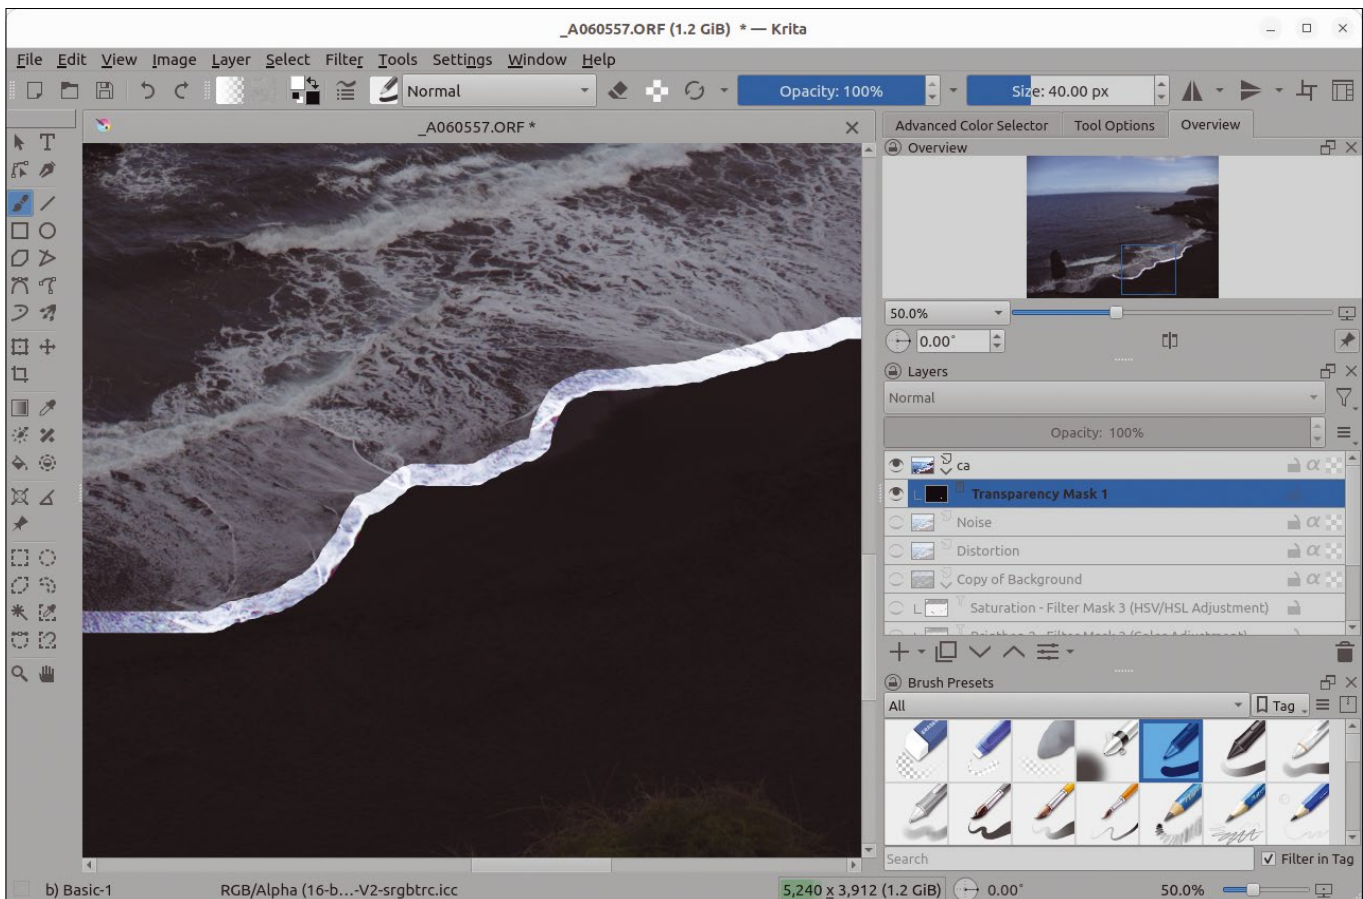 _A060557.ORF (1.2 GiB) * — Krita
File Edit View Image Layer Select Filter Tools Settings Window Help
Normal
Opacity: 100%
Size: 40.00 px
_A060557.ORF *
Advanced Color Selector
Tool Options
Overview
Overview
50.0%
0.00°
Layers
Normal
Opacity: 100%
ca
Transparency Mask 1
Noise
Distortion
Copy of Background
Saturation - Filter Mask 3 (HSV/HSL Adjustment)
Brush Presets
All
Tag
Search
Filter in Tag
b) Basic-1
RGB/Alpha (16-b...-V2-srgbtrc.icc
5,240 x 3,912 (1.2 GiB)
0.00°
50.0%